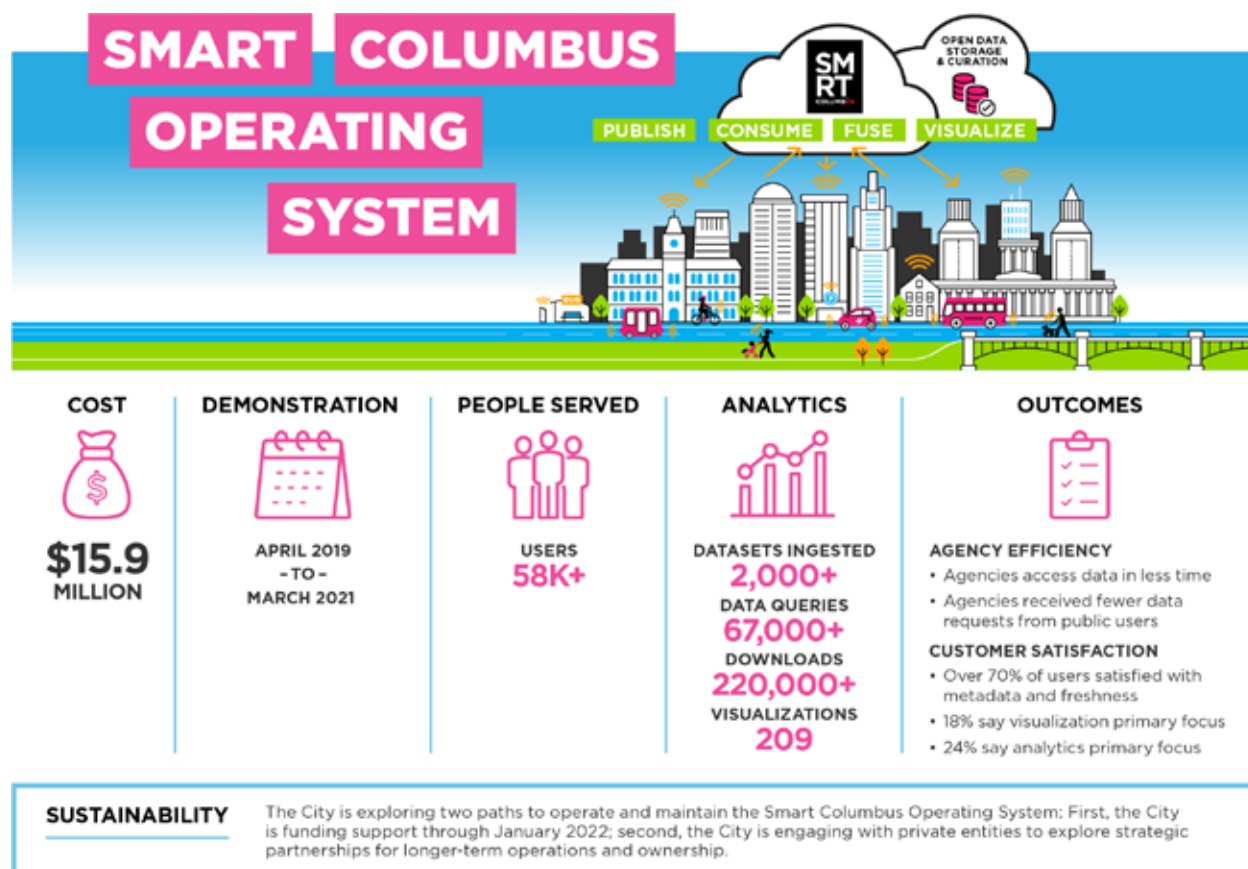 SMART COLUMBUS
OPERATING
SYSTEM
SM
RT
COLUMBUS
OPEN DATA
STORAGE
& CURATION
PUBLISH CONSUME FUSE VISUALIZE
BUS
COST
$15.9
MILLION
DEMONSTRATION
APRIL 2019
- TO -
MARCH 2021
PEOPLE SERVED
USERS
58K+
ANALYTICS
DATASETS INGESTED
2,000+
DATA QUERIES
67,000+
DOWNLOADS
220,000+
VISUALIZATIONS
209
OUTCOMES
AGENCY EFFICIENCY
• Agencies access data in less time
• Agencies received fewer data
requests from public users
CUSTOMER SATISFACTION
• Over 70% of users satisfied with
metadata and freshness
• 18% say visualization primary focus
• 24% say analytics primary focus
SUSTAINABILITY
The City is exploring two paths to operate and maintain the Smart Columbus Operating System: First, the City
is funding support through January 2022; second, the City is engaging with private entities to explore strategic
partnerships for longer-term operations and ownership.